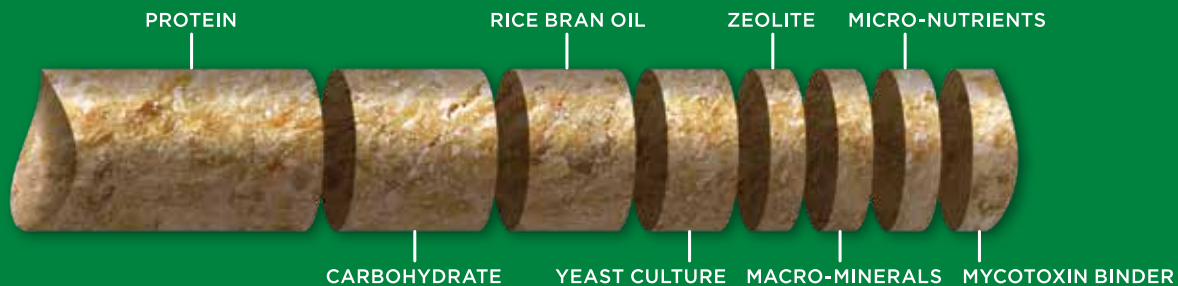 PROTEIN
RICE BRAN OIL
ZEOLITE
MICRO-NUTRIENTS
CARBOHYDRATE
YEAST CULTURE
MACRO-MINERALS
MYCOTOXIN BINDER